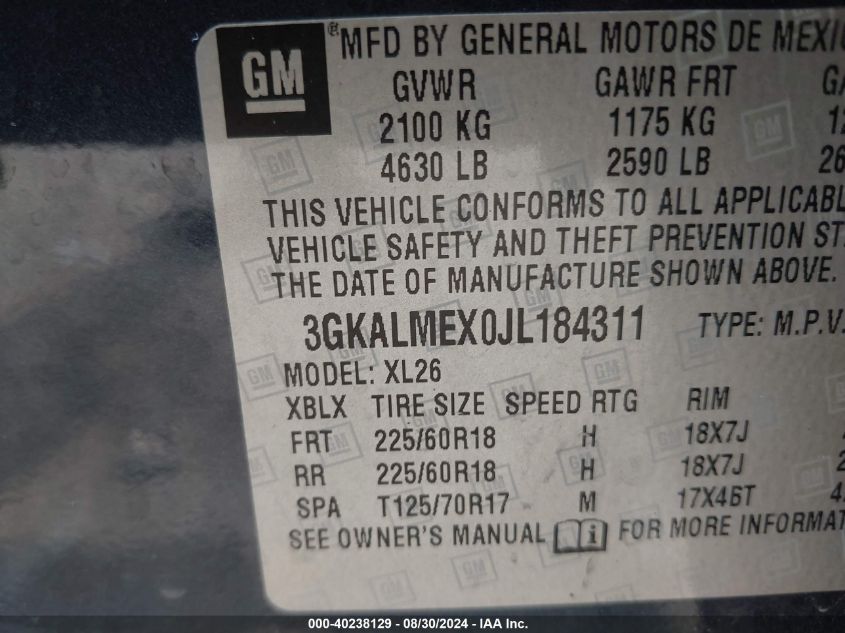 GM
® MFD BY GENERAL MOTORS DE MEXI
GVWR GAWR FRT
2100 KG 1175 KG
4630 LB 2590 LB
THIS VEHICLE CONFORMS TO ALL APPLICABL
VEHICLE SAFETY AND THEFT PREVENTION ST
THE DATE OF MANUFACTURE SHOWN ABOVE.
3GKALMEX0JL184311 TYPE: M.P.V.
MODEL: XL26
XBLX TIRE SIZE SPEED RTG RIM
FRT 225/60R18 H 18X7J
RR 225/60R18 H 18X7J
SPA T125/70R17 M 17X4BT
SEE OWNER'S MANUAL i FOR MORE INFORMAT
000-40238129 - 08/30/2024 - IAA Inc.